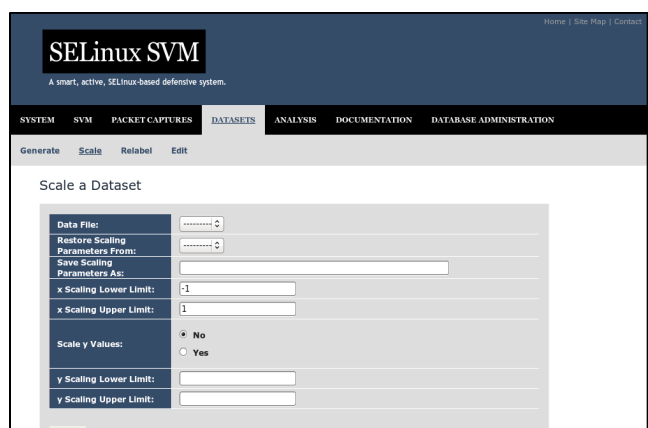 Home | Site Map | Contact
SELinux SVM
A smart, active, SELinux-based defensive system.
SYSTEM SVM PACKET CAPTURES DATASETS ANALYSIS DOCUMENTATION DATABASE ADMINISTRATION
Generate Scale Relabel Edit
Scale a Dataset
Data File: ---------
Restore Scaling
Parameters From: ---------
Save Scaling
Parameters As:
x Scaling Lower Limit: -1
x Scaling Upper Limit: 1
Scale y Values:
No
Yes
y Scaling Lower Limit:
y Scaling Upper Limit: